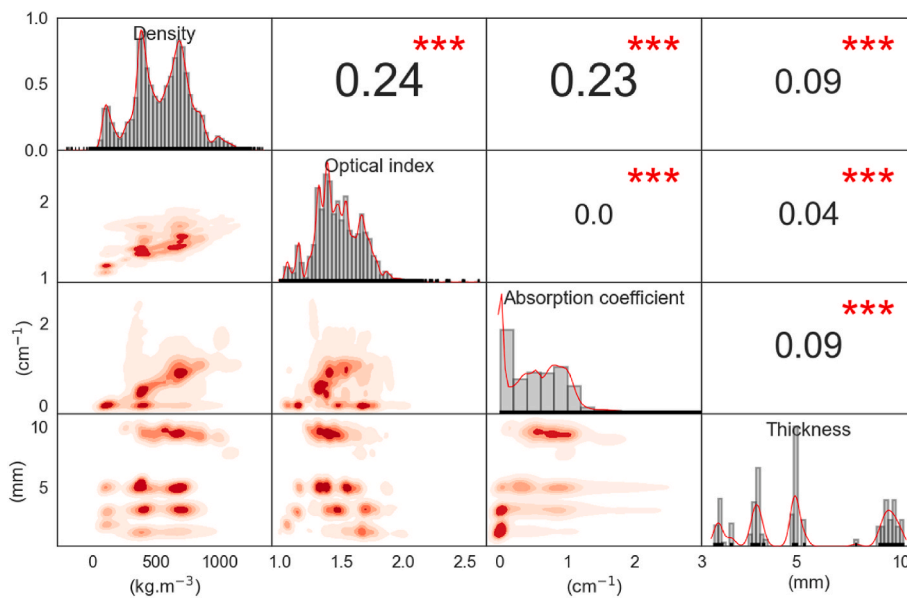 1.0
Density
***
***
***
0.5
0.24
0.23
0.09
0.0
Optical index
***
***
2
0.0
0.04
1
Absorption coefficient
***
2
(cm⁻¹)
0.09
0
10
Thickness
5
(mm)
0 500 1000 1.0 1.5 2.0 2.5 0 1 2 3 5 10
(kg.m⁻³) (cm⁻¹) (mm)